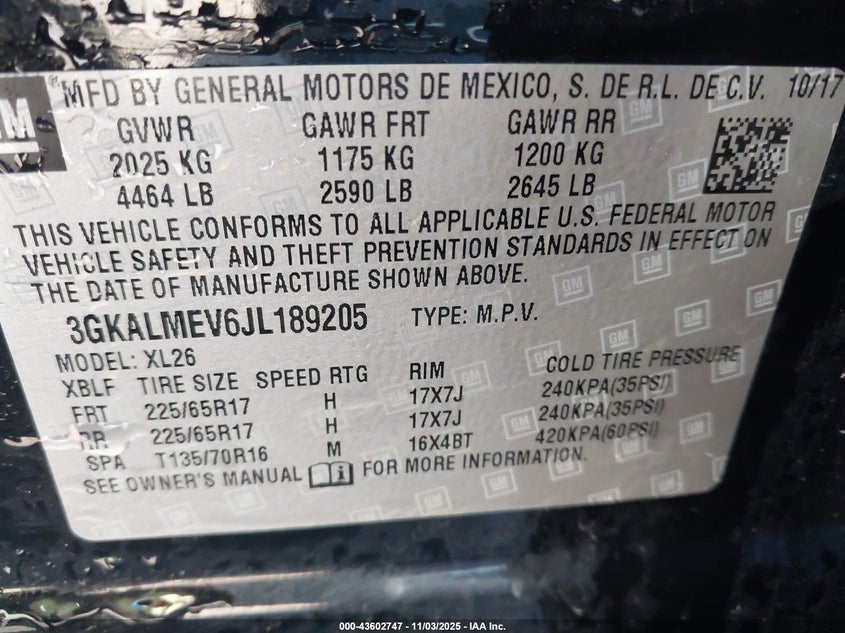 GM
® MFD BY GENERAL MOTORS DE MEXICO, S. DE R.L. DE C.V. 10/17
GVWR GAWR FRT GAWR RR
2025 KG 1175 KG 1200 KG
4464 LB 2590 LB 2645 LB
THIS VEHICLE CONFORMS TO ALL APPLICABLE U.S. FEDERAL MOTOR
VEHICLE SAFETY AND THEFT PREVENTION STANDARDS IN EFFECT ON
THE DATE OF MANUFACTURE SHOWN ABOVE.
3GKALMEV6JL189205 TYPE: M.P.V.
MODEL: XL26
XBLF TIRE SIZE SPEED RTG RIM COLD TIRE PRESSURE
FRT 225/65R17 H 17X7J 240KPA(35PSI)
RR 225/65R17 H 17X7J 240KPA(35PSI)
SPA T135/70R16 M 16X4BT 420KPA(60PSI)
SEE OWNER'S MANUAL FOR MORE INFORMATION.
000-43602747 - 11/03/2025 - IAA Inc.